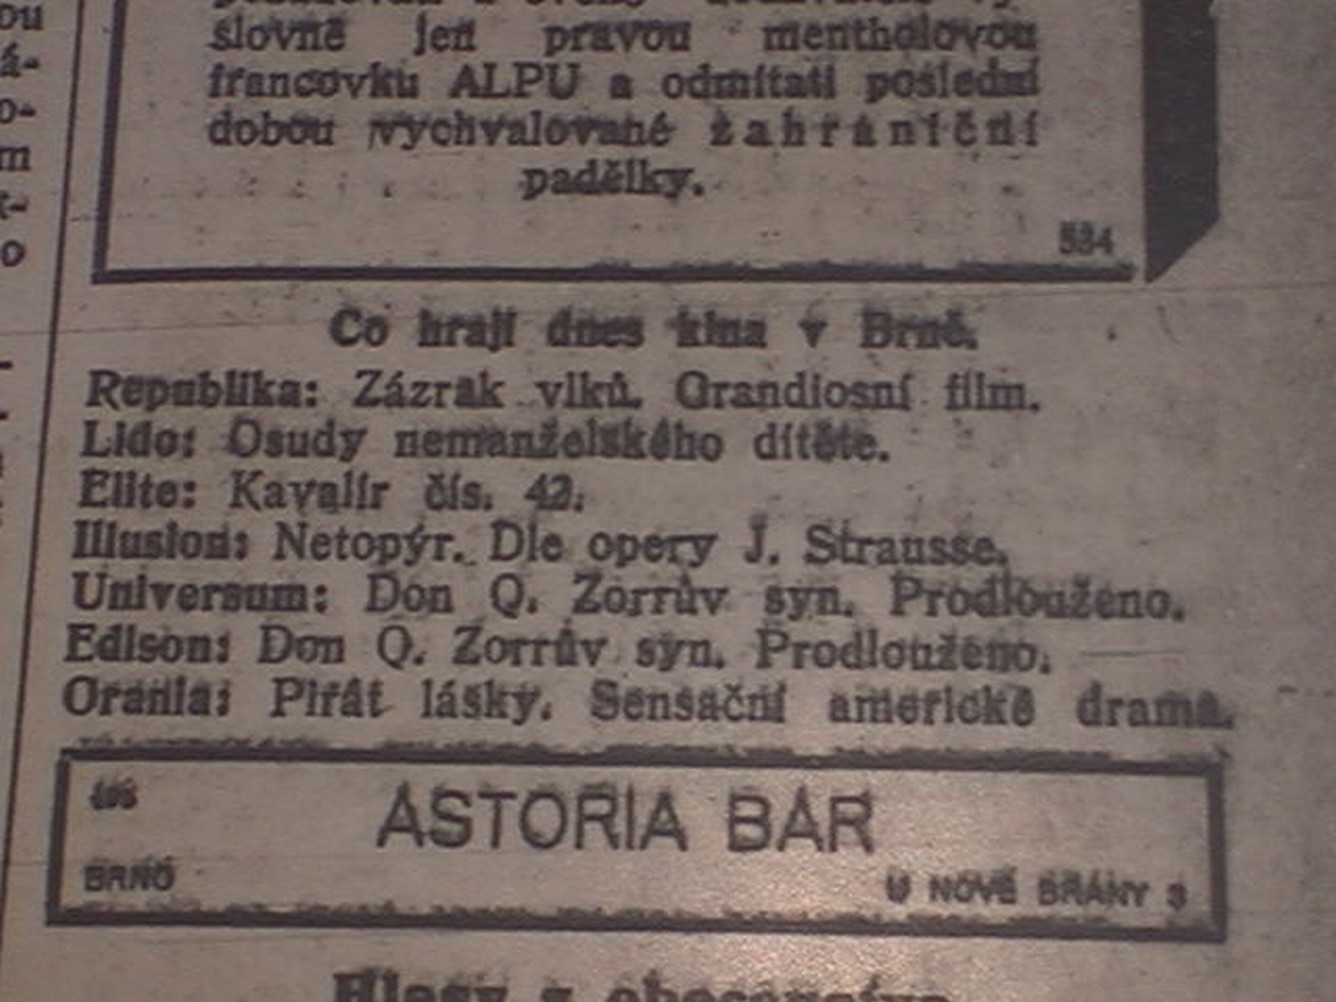 slovně jen pravou mentholovou
francovku ALPU a odmítati poslední
dobou vychvalované zahraniční
padělky.
534
Co hrají dnes kina v Brně.
Republika: Zázrak vlků. Grandiosní film.
Lido: Osudy nemanželského dítěte.
Elite: Kavalír čís. 42.
Illusion: Netopýr. Dle opery J. Strausse.
Universum: Don Q. Zorrův syn. Prodlouženo.
Edison: Don Q. Zorrův syn. Prodlouženo.
Orania: Pirát lásky. Sensační americké drama.
ASTORIA BAR
BRNO
U NOVÉ BRÁNY 3
Hlasy z obecenstva